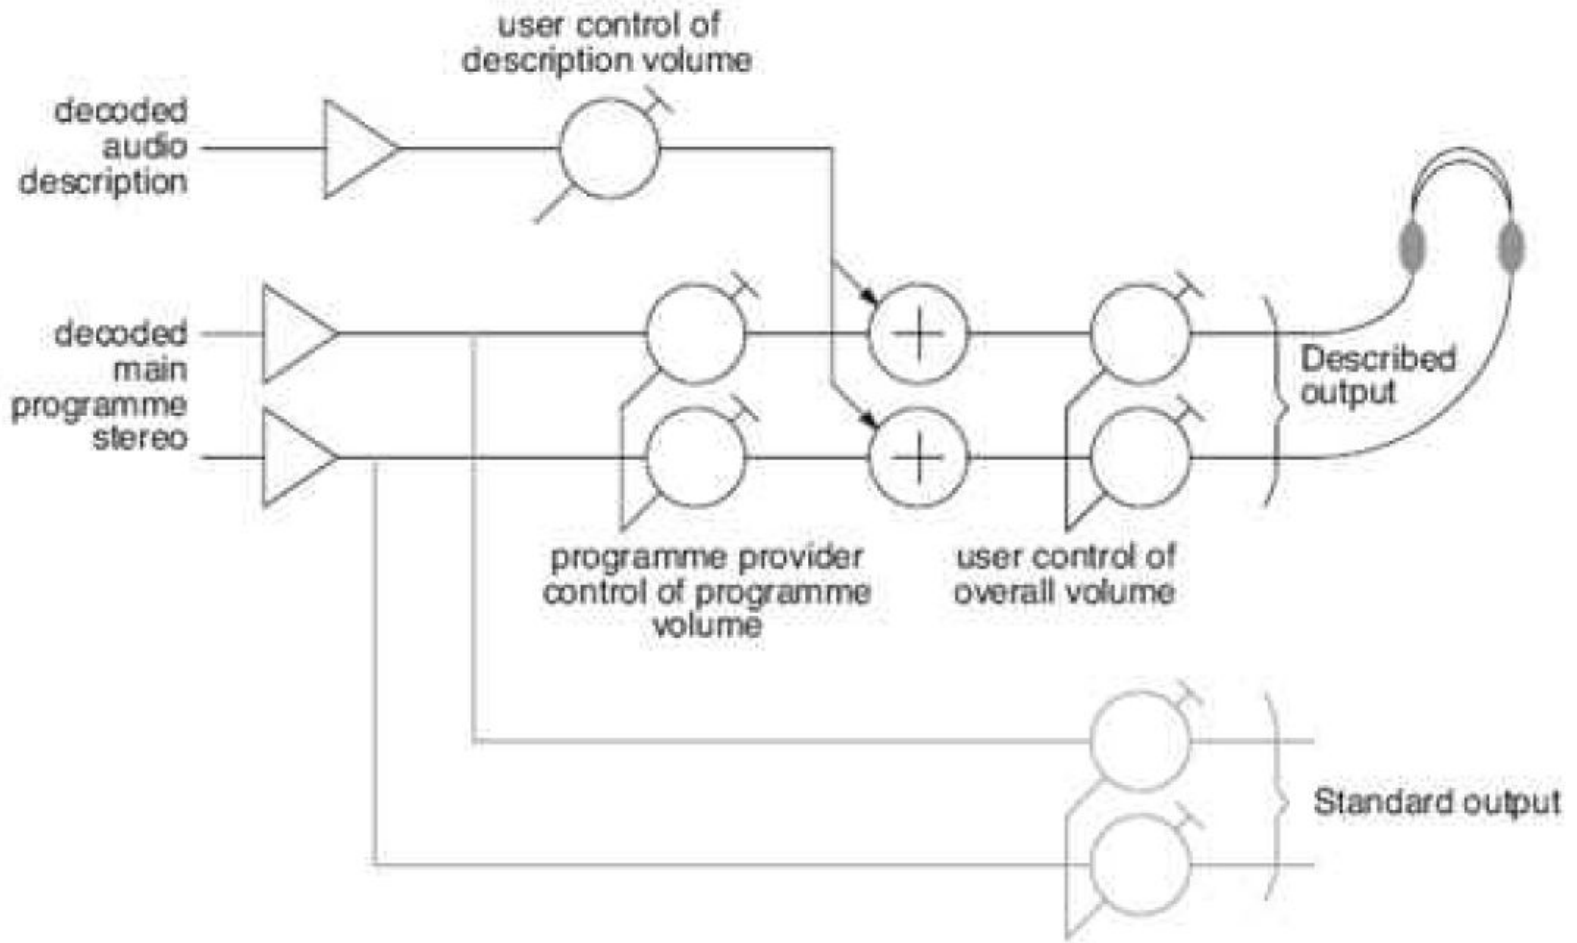 user control of
description volume
decoded
audio
description
decoded
main
programme
stereo
Described
output
programme provider
control of programme
volume
user control of
overall volume
Standard output